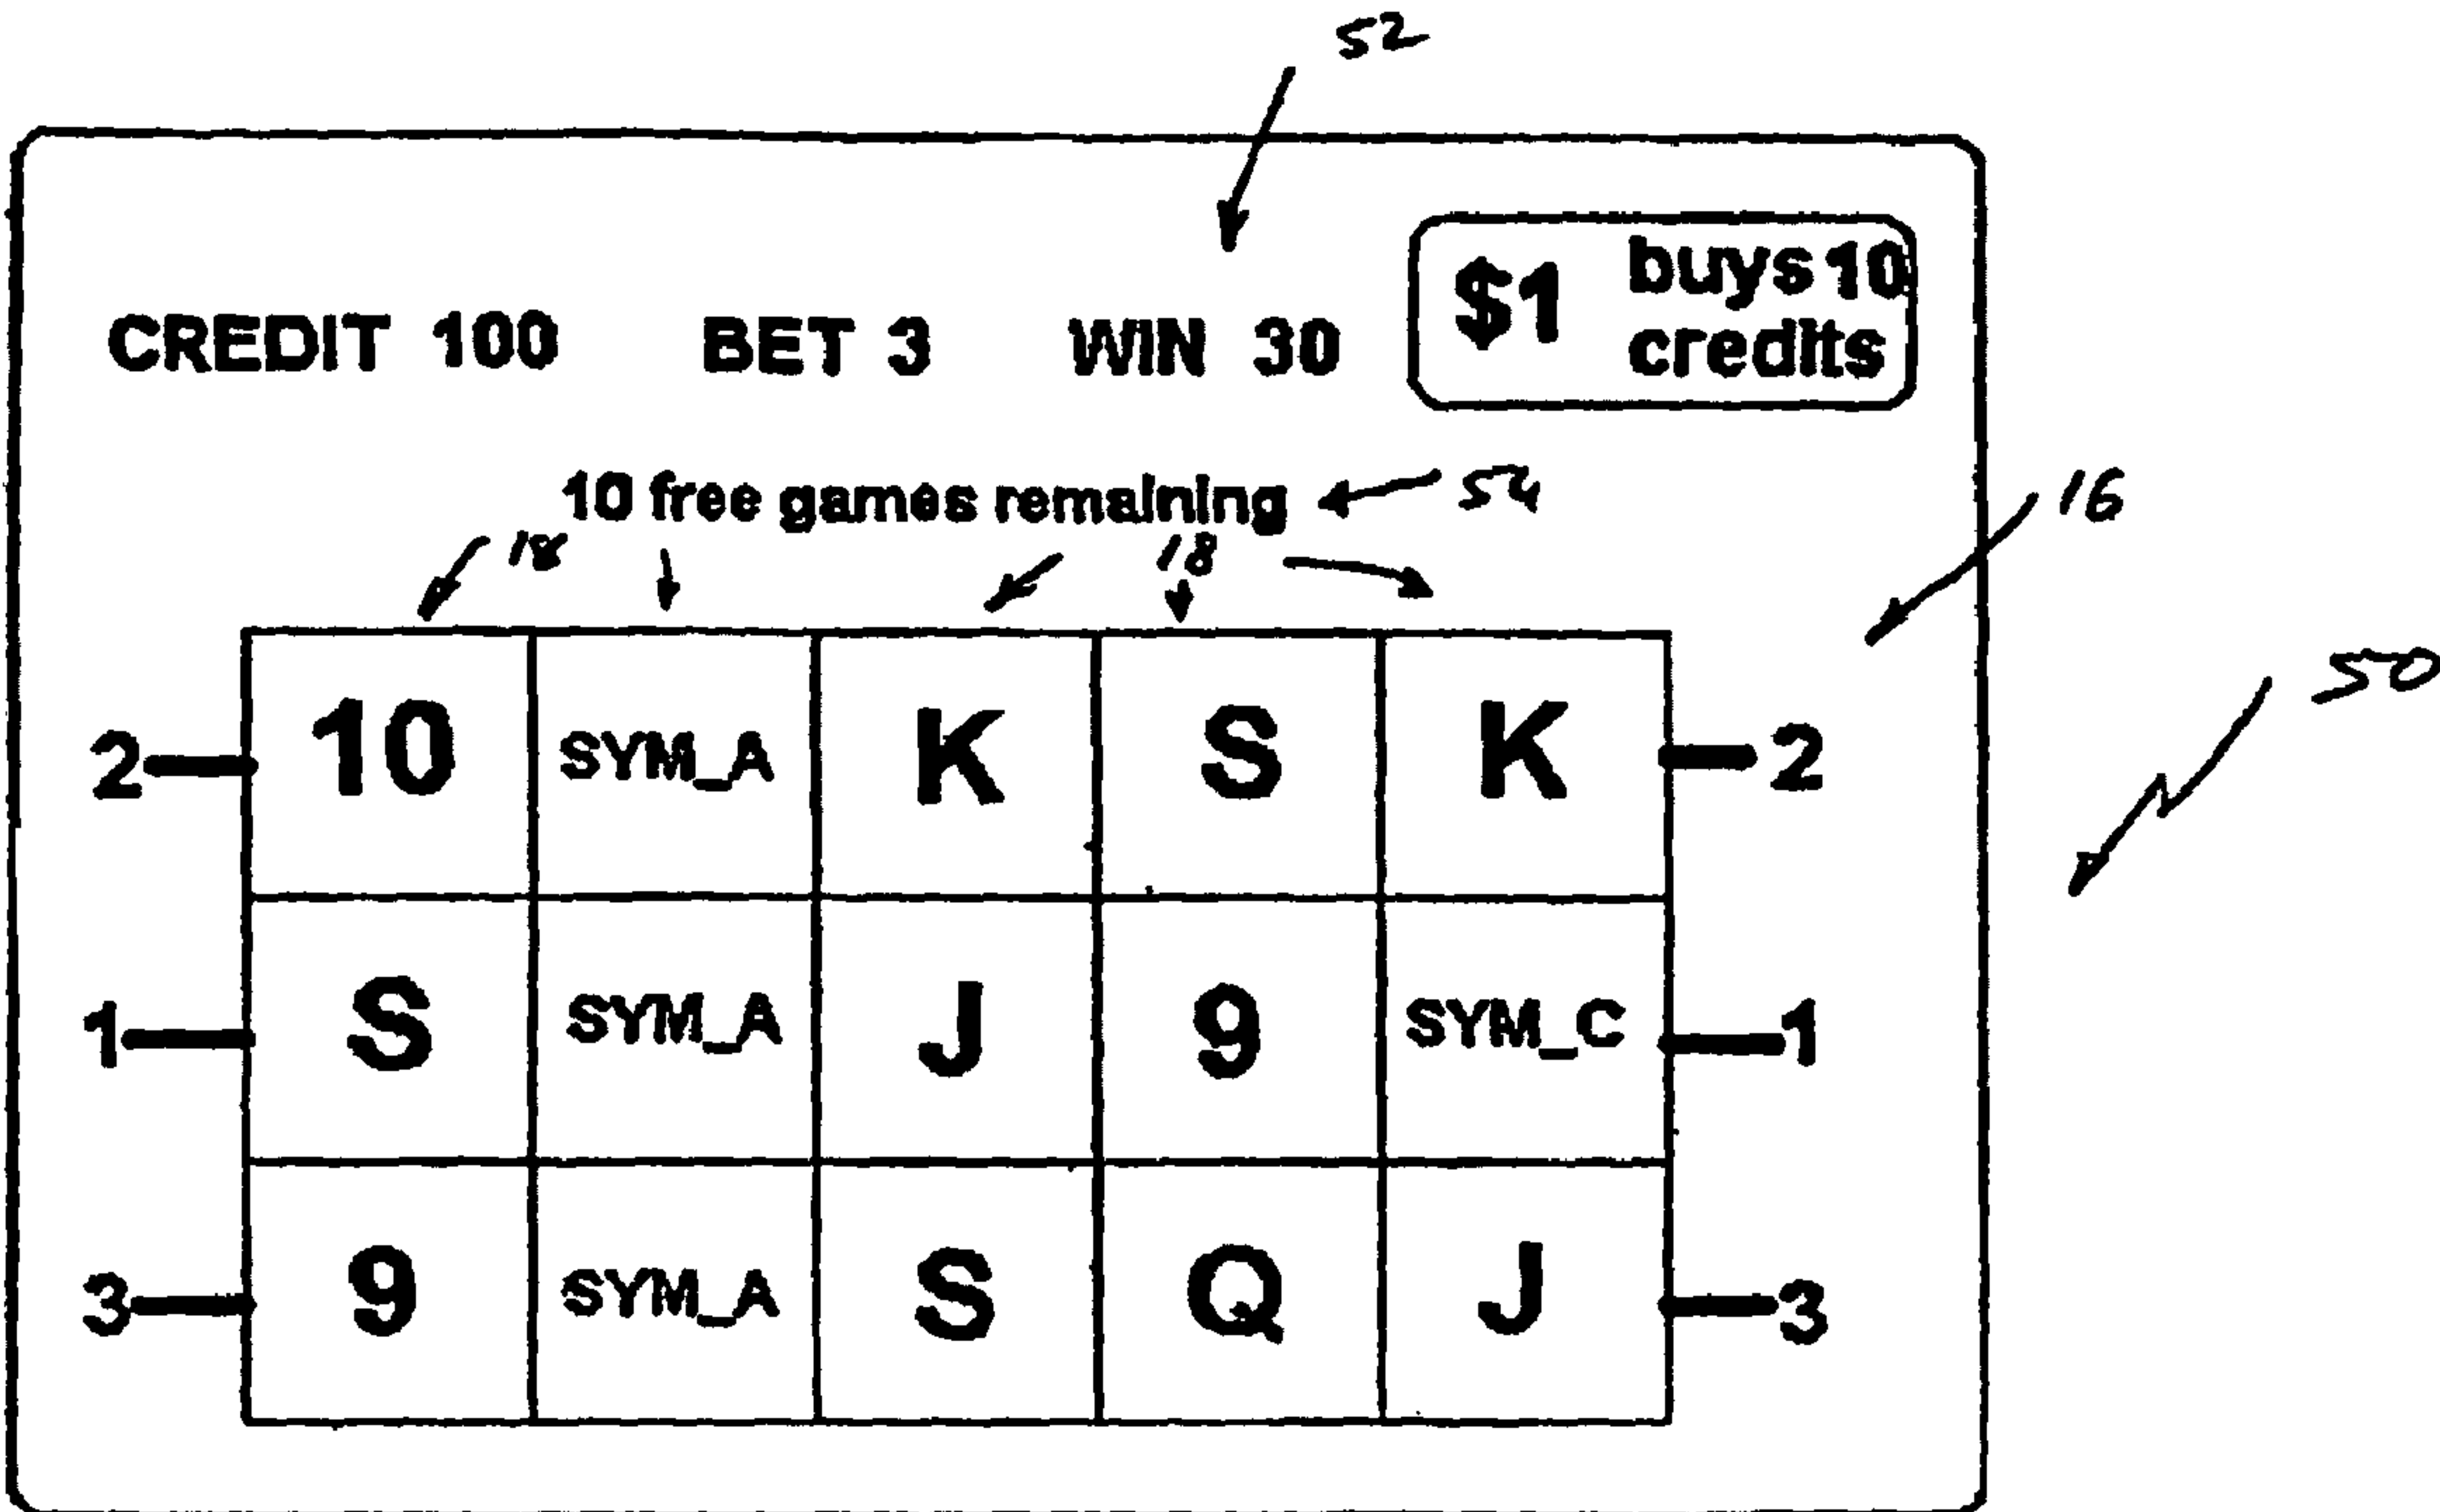 52
buys 10
CREDIT 100 BET 3 WIN 30 $1 credits
10 free games remaining 54
16
18 18
50
2 10 SYM_A K S K 2
1 S SYM_A J 9 SYM_C 1
3 9 SYM_A S Q J 3